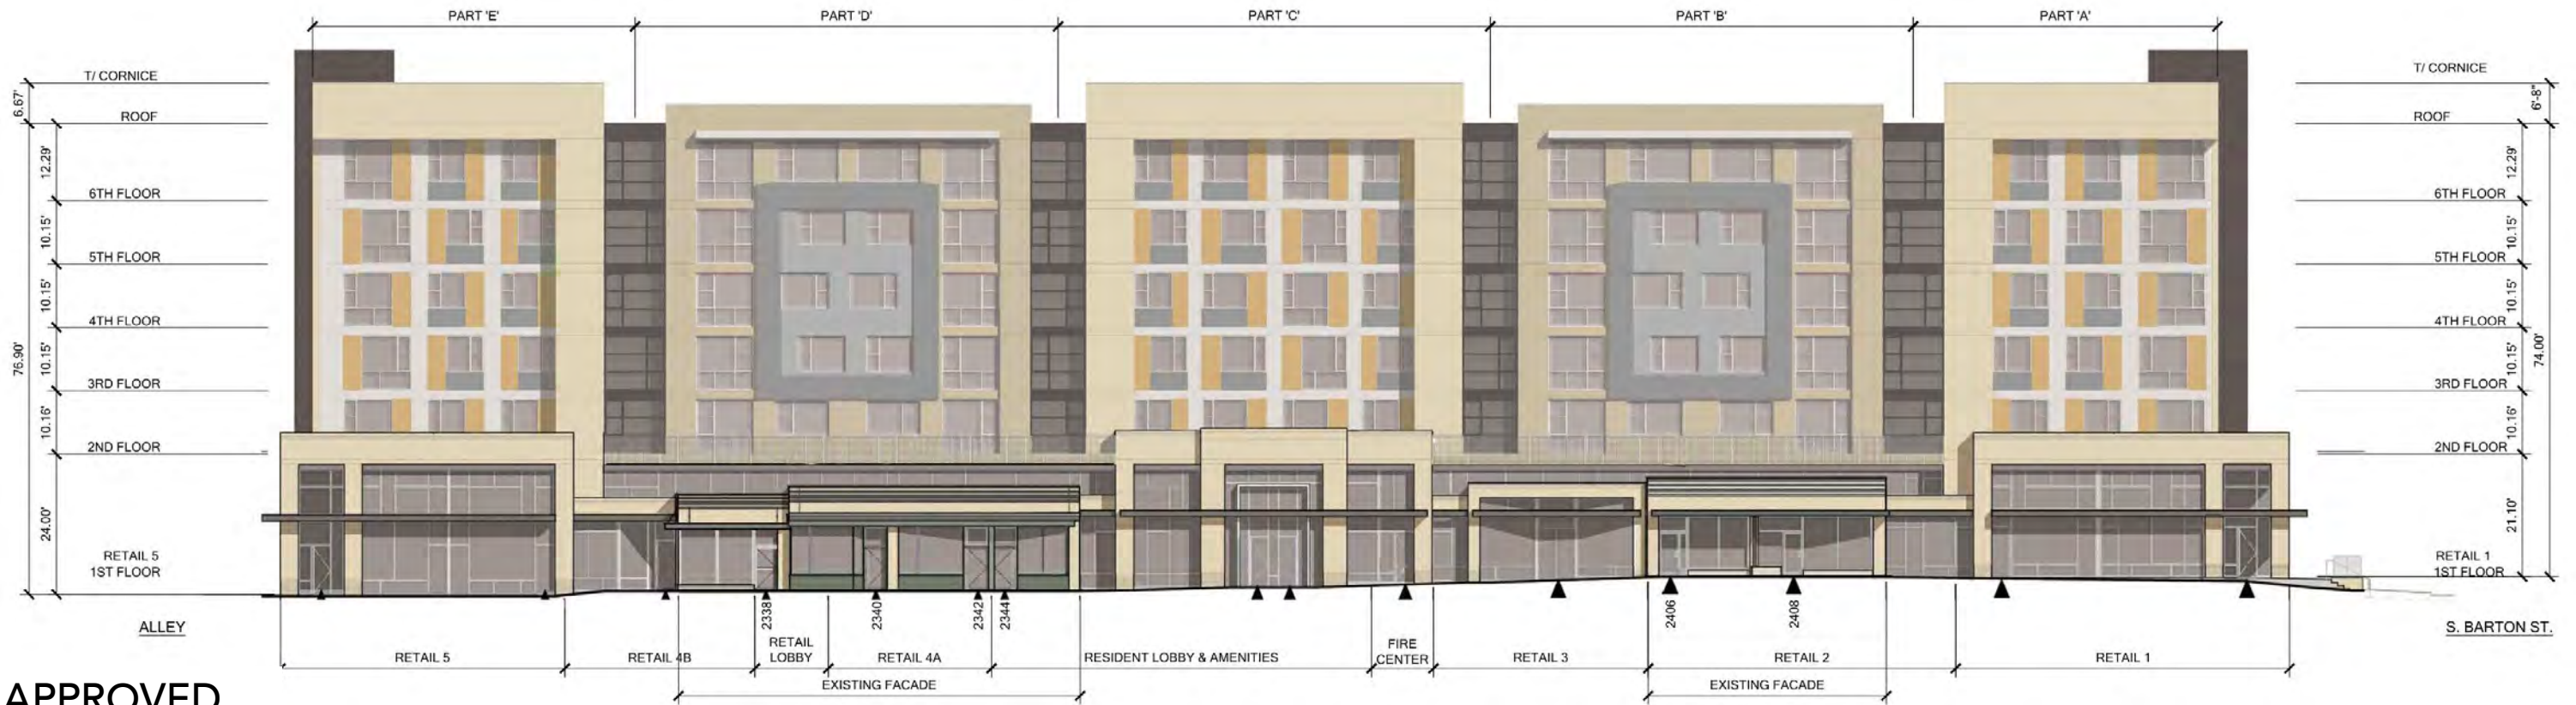 PART 'E'
PART 'D'
PART 'C'
PART 'B'
PART 'A'
T/ CORNICE
ROOF
6TH FLOOR
5TH FLOOR
4TH FLOOR
3RD FLOOR
2ND FLOOR
RETAIL 5
1ST FLOOR
6.67'
12.29'
10.15'
10.15'
10.15'
10.16'
24.00'
76.90'
T/ CORNICE
ROOF
6TH FLOOR
5TH FLOOR
4TH FLOOR
3RD FLOOR
2ND FLOOR
RETAIL 1
1ST FLOOR
6'-8"
12.29'
10.15'
10.15'
10.15'
10.16'
21.10'
74.00'
ALLEY
2338
2340
2342
2344
2406
2408
S. BARTON ST.
RETAIL 5
RETAIL 4B
RETAIL
LOBBY
RETAIL 4A
RESIDENT LOBBY & AMENITIES
FIRE
CENTER
RETAIL 3
RETAIL 2
RETAIL 1
EXISTING FACADE
EXISTING FACADE
APPROVED